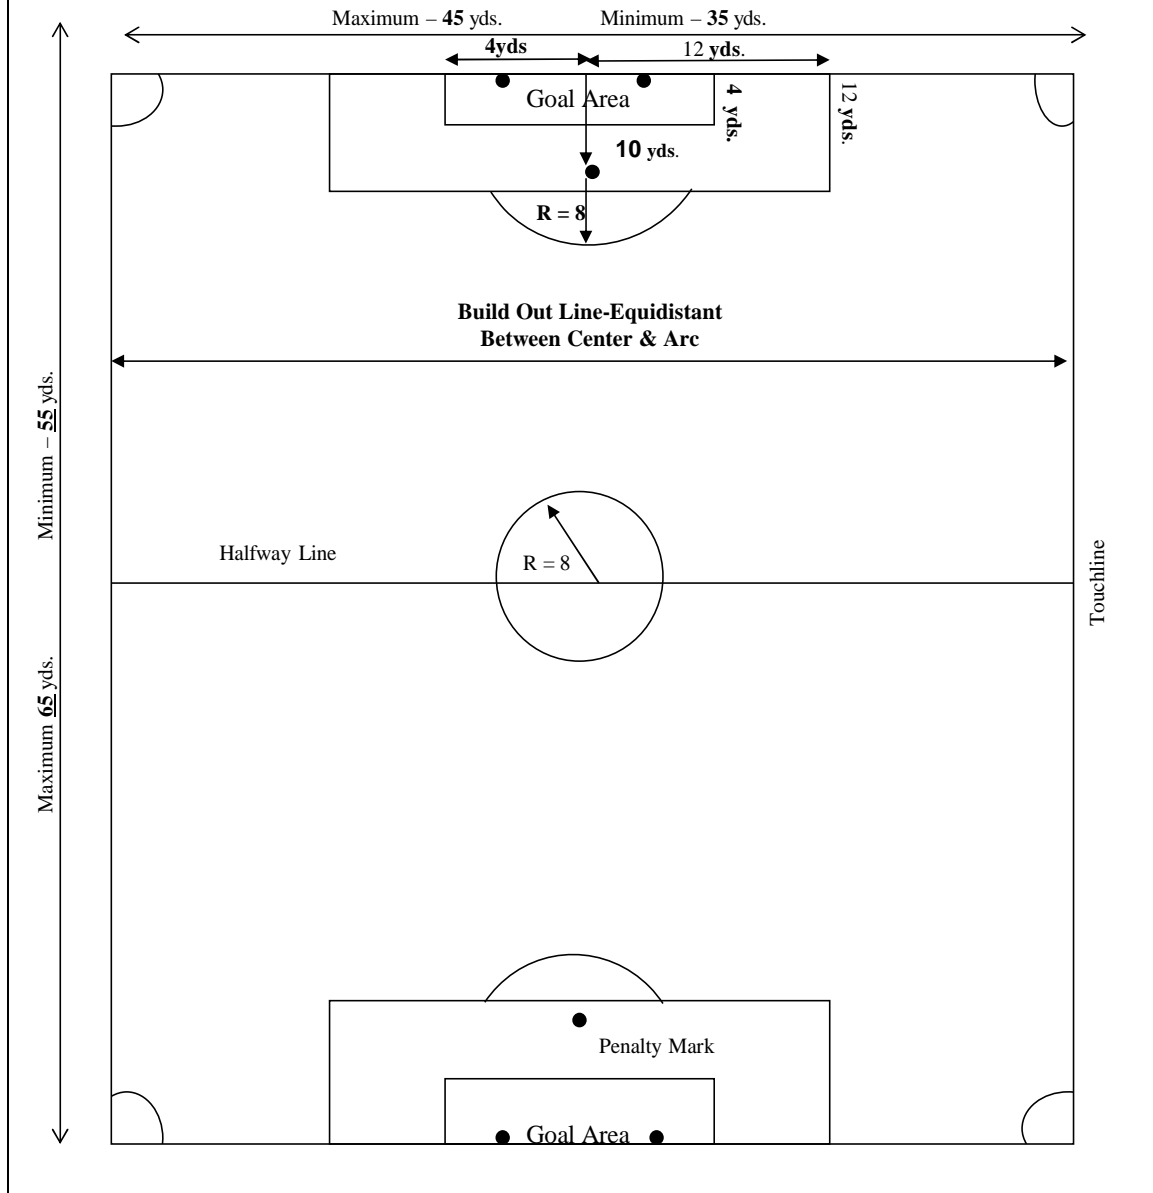 Maximum – 45 yds.
Minimum – 35 yds.
4yds
12 yds.
Goal Area
4 yds.
12 yds.
10 yds.
R = 8
Build Out Line-Equidistant
Between Center & Arc
Minimum – 55 yds.
Halfway Line
R = 8
Touchline
Maximum 65 yds.
Penalty Mark
Goal Area